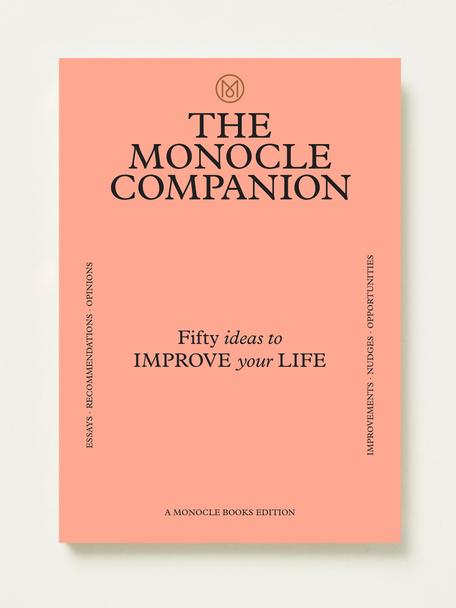 THE
MONOCLE
COMPANION
ESSAYS · RECOMMENDATIONS · OPINIONS
Fifty ideas to
IMPROVE your LIFE
IMPROVEMENTS · NUDGES · OPPORTUNITIES
A MONOCLE BOOKS EDITION